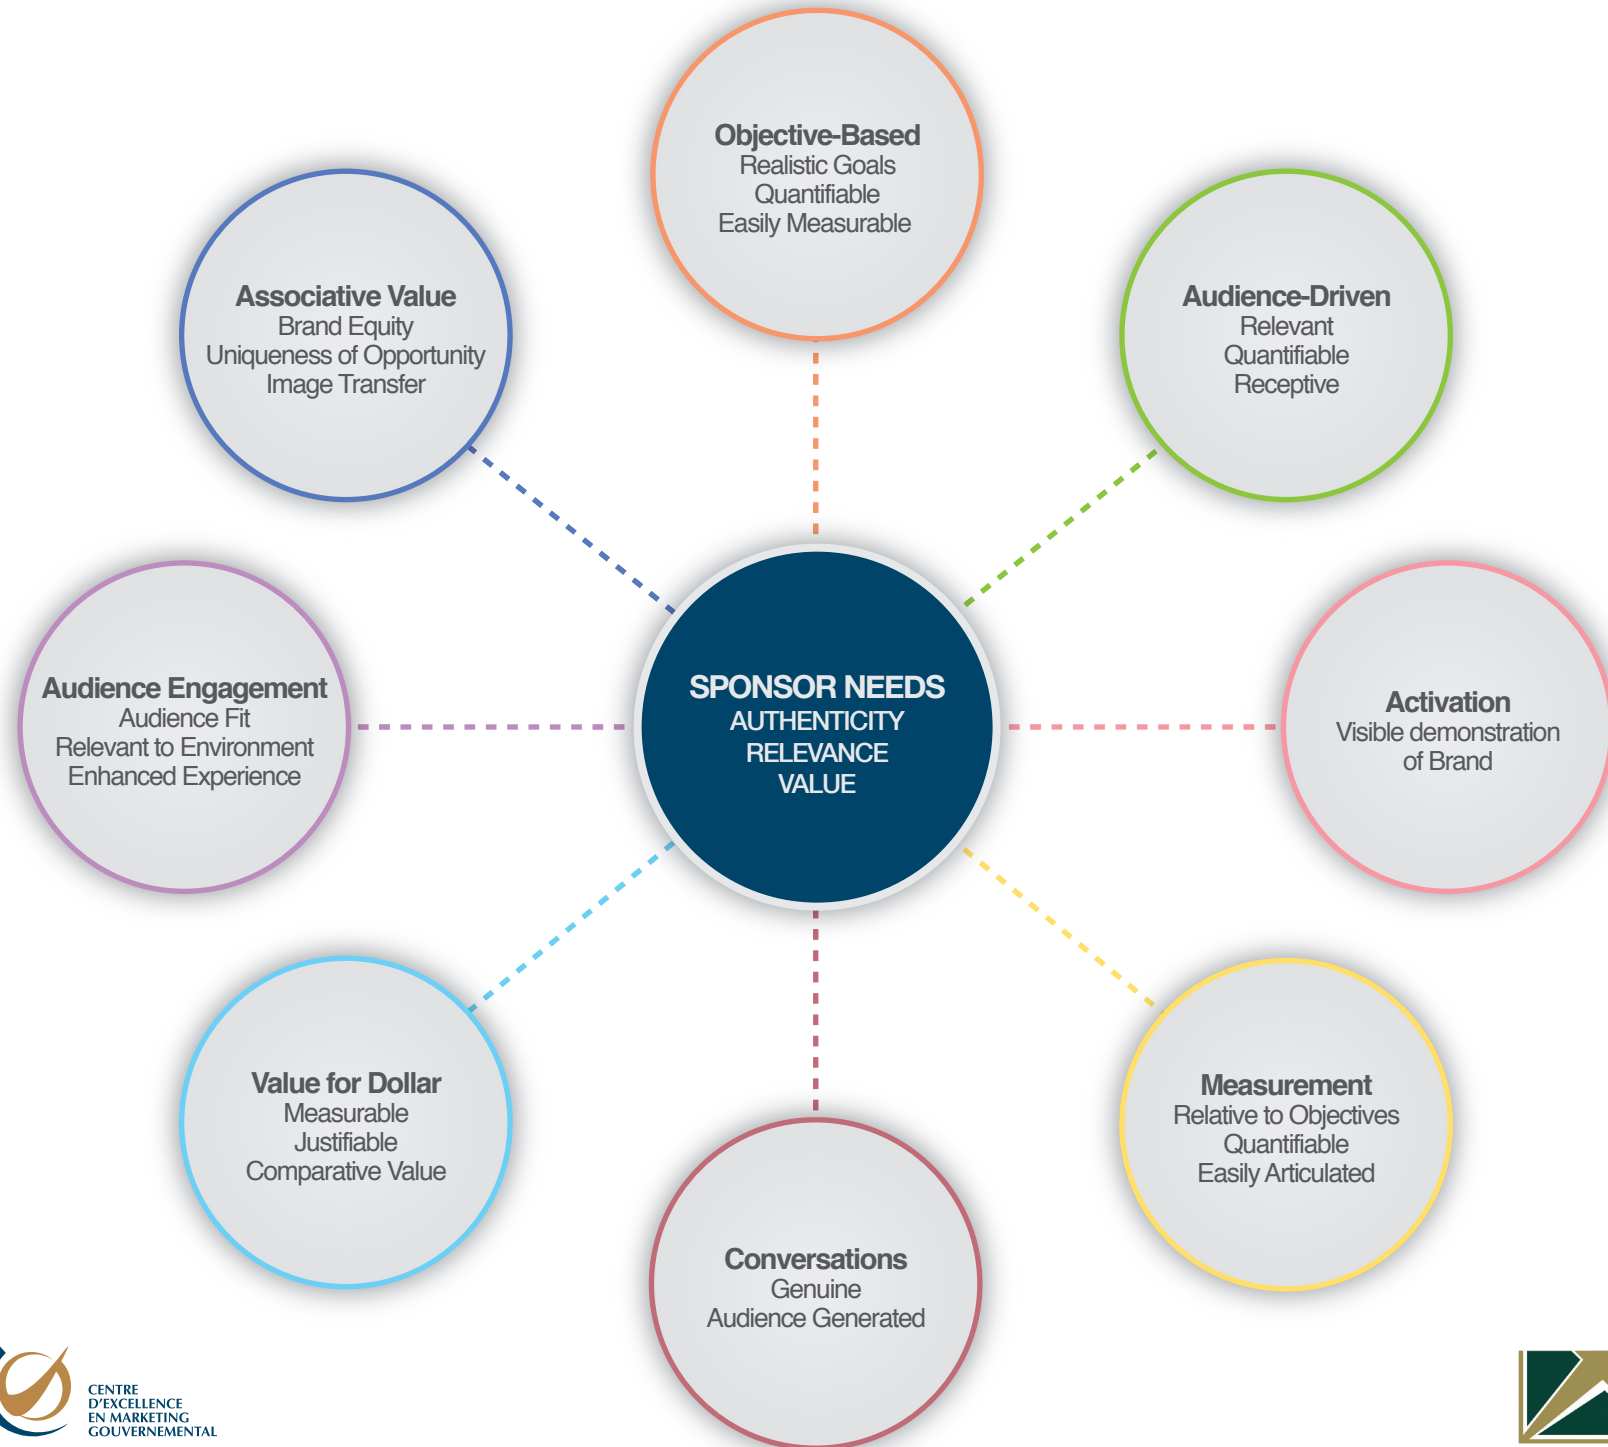 Objective-Based
Realistic Goals
Quantifiable
Easily Measurable
Associative Value
Brand Equity
Uniqueness of Opportunity
Image Transfer
Audience-Driven
Relevant
Quantifiable
Receptive
Audience Engagement
Audience Fit
Relevant to Environment
Enhanced Experience
SPONSOR NEEDS
AUTHENTICITY
RELEVANCE
VALUE
Activation
Visible demonstration
of Brand
Value for Dollar
Measurable
Justifiable
Comparative Value
Measurement
Relative to Objectives
Quantifiable
Easily Articulated
Conversations
Genuine
Audience Generated
CENTRE
D'EXCELLENCE
EN MARKETING
GOUVERNEMENTAL